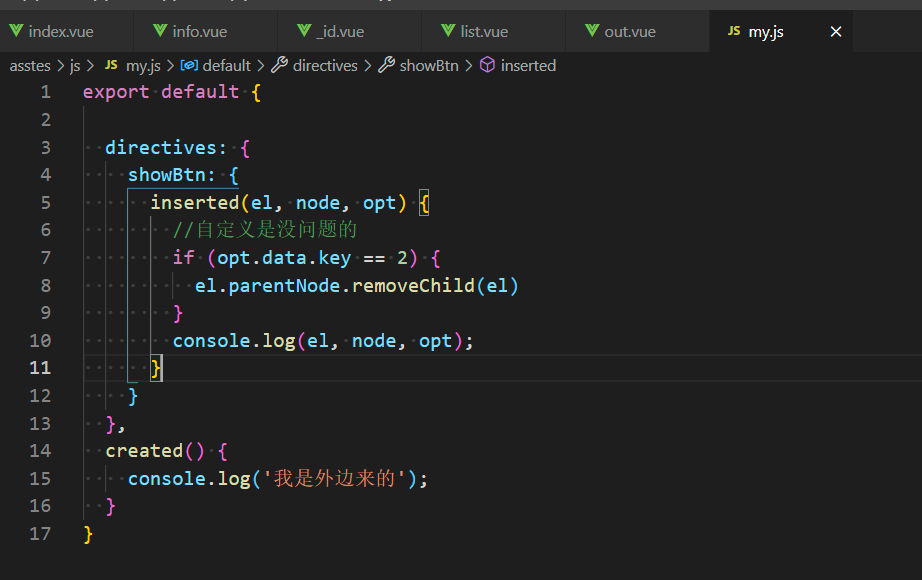 index.vue info.vue _id.vue list.vue out.vue JS my.js ×
asstes > js > JS my.js > default > directives > showBtn > inserted
1 export default {
2
3 directives: {
4 showBtn: {
5 inserted(el, node, opt) {
6 //自定义是没问题的
7 if (opt.data.key == 2) {
8 el.parentNode.removeChild(el)
9 }
10 console.log(el, node, opt);
11 }
12 }
13 },
14 created() {
15 console.log('我是外边来的');
16 }
17 }